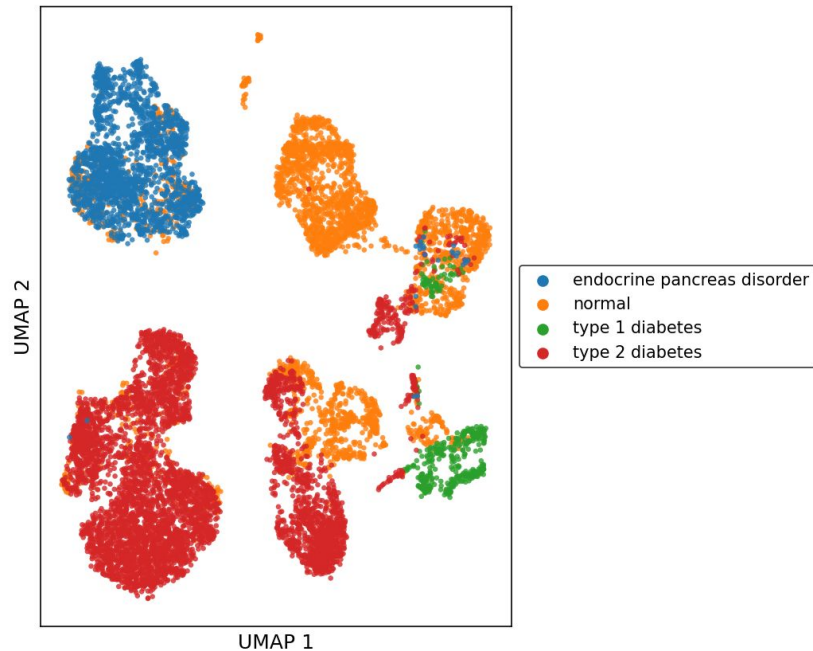 endocrine pancreas disorder
normal
type 1 diabetes
type 2 diabetes
UMAP 2
UMAP 1